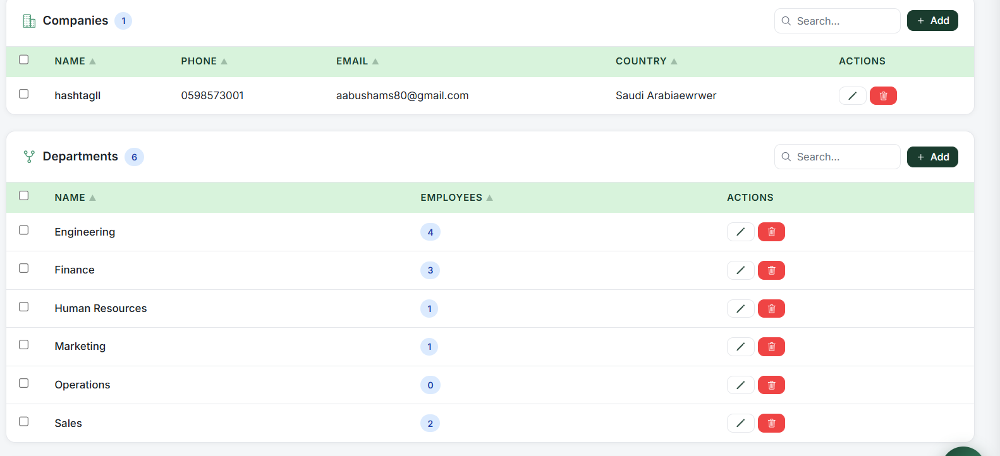 Companies 1 Search... + Add
NAME ▲ PHONE ▲ EMAIL ▲ COUNTRY ▲ ACTIONS
hashtagll 0598573001 aabushams80@gmail.com Saudi Arabiaewrwer
Departments 6 Search... + Add
NAME ▲ EMPLOYEES ▲ ACTIONS
Engineering 4
Finance 3
Human Resources 1
Marketing 1
Operations 0
Sales 2